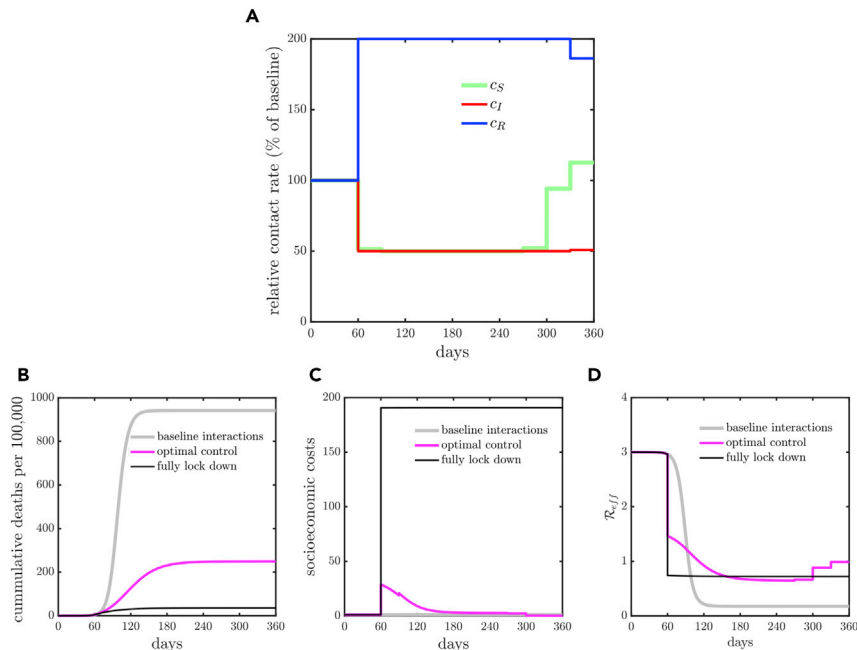 A
relative contact rate (% of baseline)
200
150
100
50
0
c_S
c_I
c_R
0 60 120 180 240 300 360
days
B
cummulative deaths per 100,000
1000
800
600
400
200
0
baseline interactions
optimal control
fully lock down
0 60 120 180 240 300 360
days
C
socioeconomic costs
200
150
100
50
0
baseline interactions
optimal control
fully lock down
0 60 120 180 240 300 360
days
D
R_eff
4
3
2
1
0
baseline interactions
optimal control
fully lock down
0 60 120 180 240 300 360
days